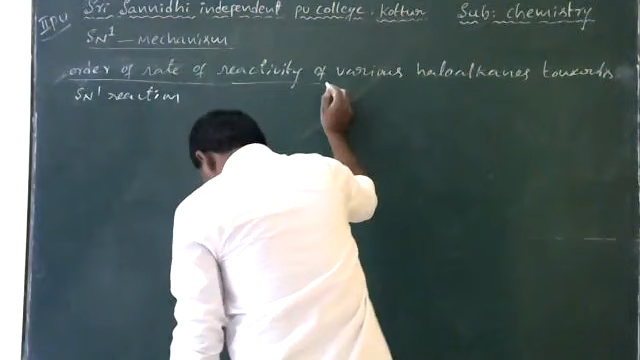 IIPU
Sri Sannidhi independent pu college. Kottur Sub: chemistry
SN¹ - mechanism
order of rate of reactivity of various haloalkanes towards
SN¹ reaction